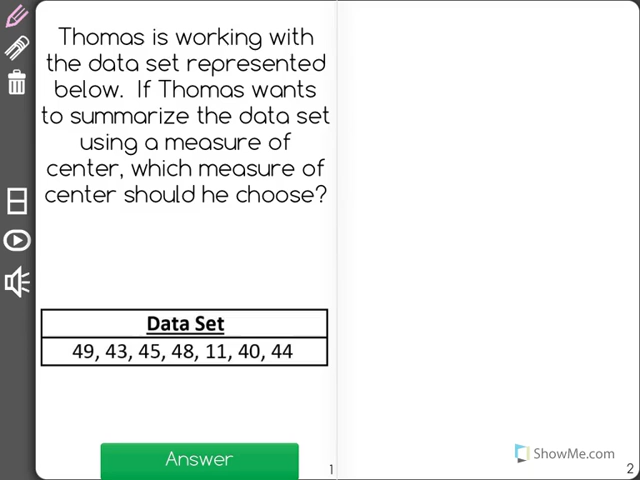 Thomas is working with
the data set represented
below. If Thomas wants
to summarize the data set
using a measure of
center, which measure of
center should he choose?
Data Set
49, 43, 45, 48, 11, 40, 44
Answer
1
ShowMe.com
2